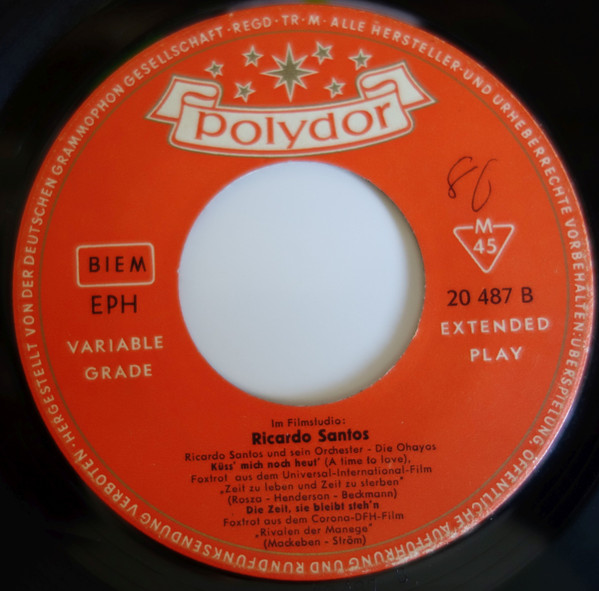 HERGESTELLT VON DER DEUTSCHEN GRAMMOPHON GESELLSCHAFT · REGD · TR · M · ALLE HERSTELLER- UND URHEBERRECHTE VORBEHALTEN: ÜBERSPIELUNG, ÖFFENTLICHE AUFFÜHRUNG UND RUNDFUNKSENDUNG VERBOTEN ·
polydor
86
BIEM
M
45
EPH
20 487 B
VARIABLE
GRADE
EXTENDED
PLAY
Im Filmstudio:
Ricardo Santos
Ricardo Santos und sein Orchester - Die Ohayos
Küss' mich noch heut' (A time to love),
Foxtrot aus dem Universal-International-Film
„Zeit zu leben und Zeit zu sterben"
(Rosza - Henderson - Beckmann)
Die Zeit, sie bleibt steh'n
Foxtrot aus dem Corona-DFH-Film
„Rivalen der Manege"
(Mackeben - Ström)